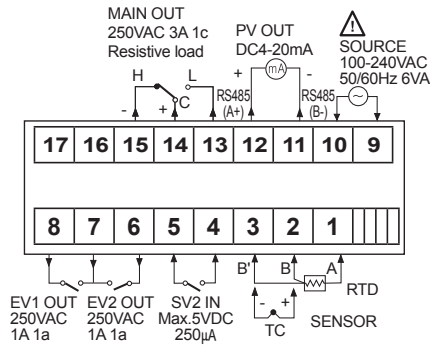 MAIN OUT
250VAC 3A 1c
Resistive load
PV OUT
DC4-20mA
SOURCE
100-240VAC
50/60Hz 6VA
H L
C
- +
+ mA -
RS485
(A+)
RS485
(B-)
17 16 15 14 13 12 11 10 9
8 7 6 5 4 3 2 1
B' B A
- +
TC
RTD
SENSOR
EV1 OUT
250VAC
1A 1a
EV2 OUT
250VAC
1A 1a
SV2 IN
Max.5VDC
250µA